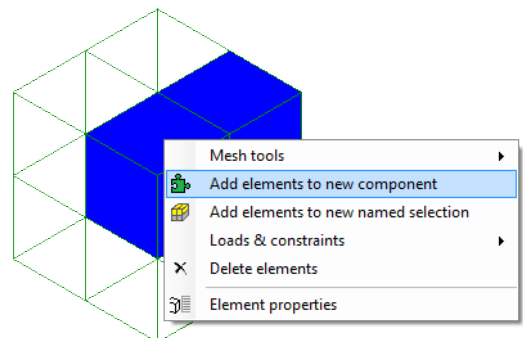 Mesh tools
Add elements to new component
Add elements to new named selection
Loads & constraints
Delete elements
Element properties